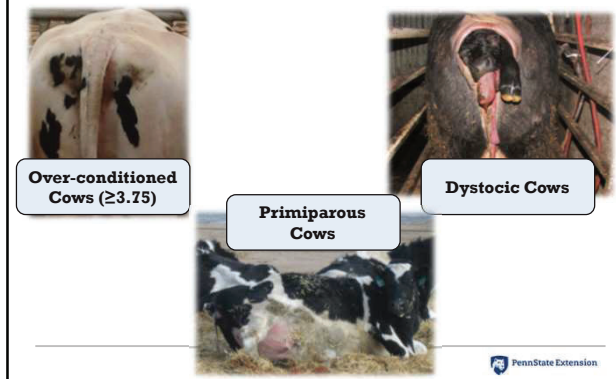 Over-conditioned
Cows (≥3.75)
Dystocic Cows
Primiparous
Cows
PennState Extension